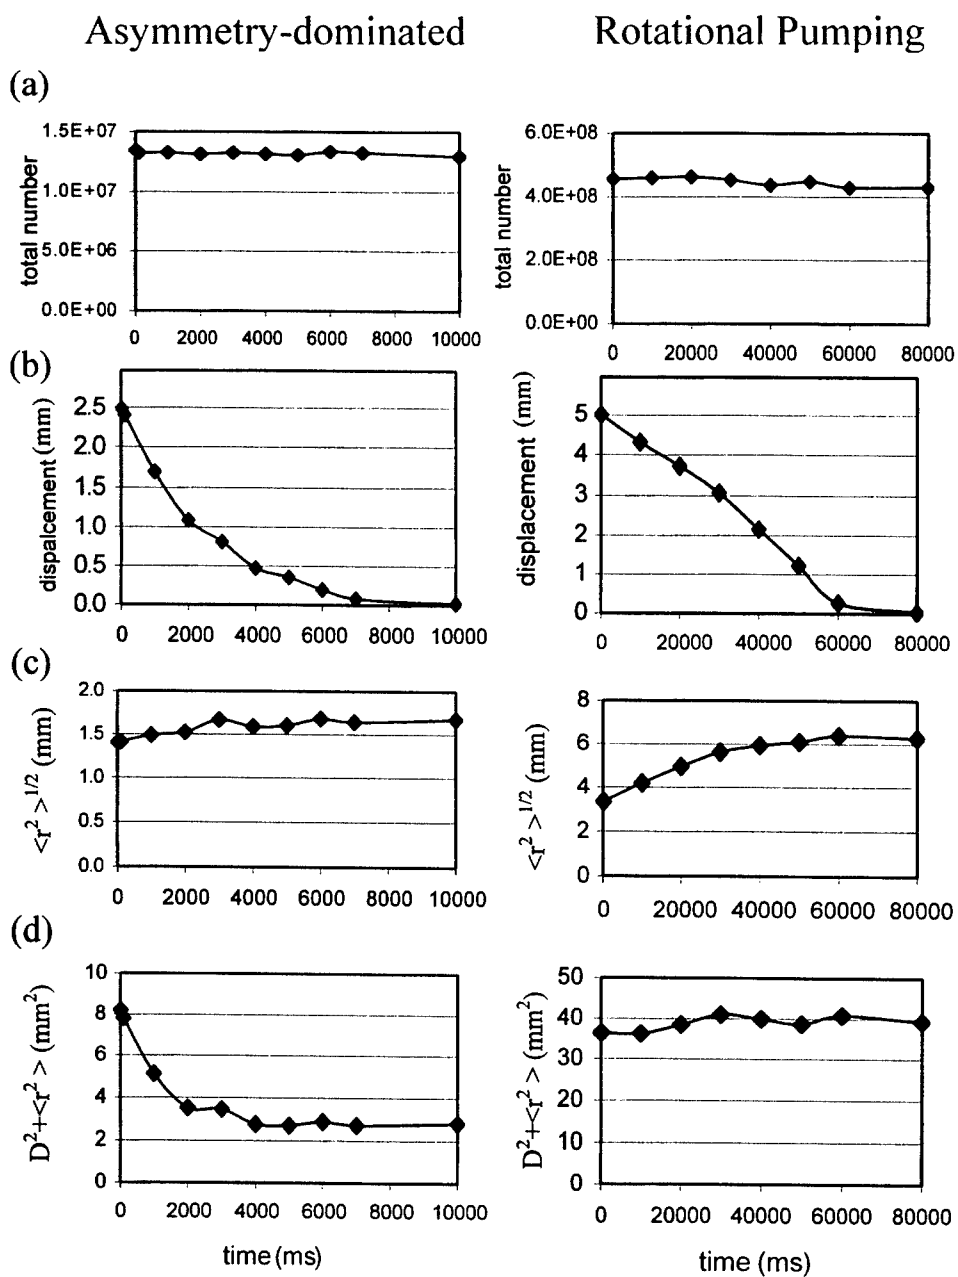 Asymmetry-dominated
Rotational Pumping
(a)
total number
1.5E+07
1.0E+07
5.0E+06
0.0E+00
0 2000 4000 6000 8000 10000
total number
6.0E+08
4.0E+08
2.0E+08
0.0E+00
0 20000 40000 60000 80000
(b)
dispalcement (mm)
2.5
2.0
1.5
1.0
0.5
0.0
0 2000 4000 6000 8000 10000
displacement (mm)
5
4
3
2
1
0
0 20000 40000 60000 80000
(c)
<r² >^1/2 (mm)
2.0
1.5
1.0
0.5
0.0
0 2000 4000 6000 8000 10000
<r² >^1/2 (mm)
8
6
4
2
0
0 20000 40000 60000 80000
(d)
D²+<r² > (mm²)
10
8
6
4
2
0
0 2000 4000 6000 8000 10000
time (ms)
D²+<r² > (mm²)
50
40
30
20
10
0
0 20000 40000 60000 80000
time (ms)